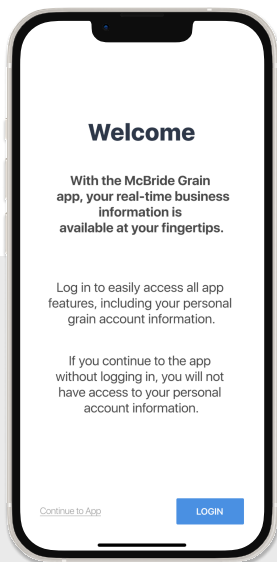 Welcome
With the McBride Grain
app, your real-time business
information is
available at your fingertips.
Log in to easily access all app
features, including your personal
grain account information.
If you continue to the app
without logging in, you will not
have access to your personal
account information.
Continue to App
LOGIN